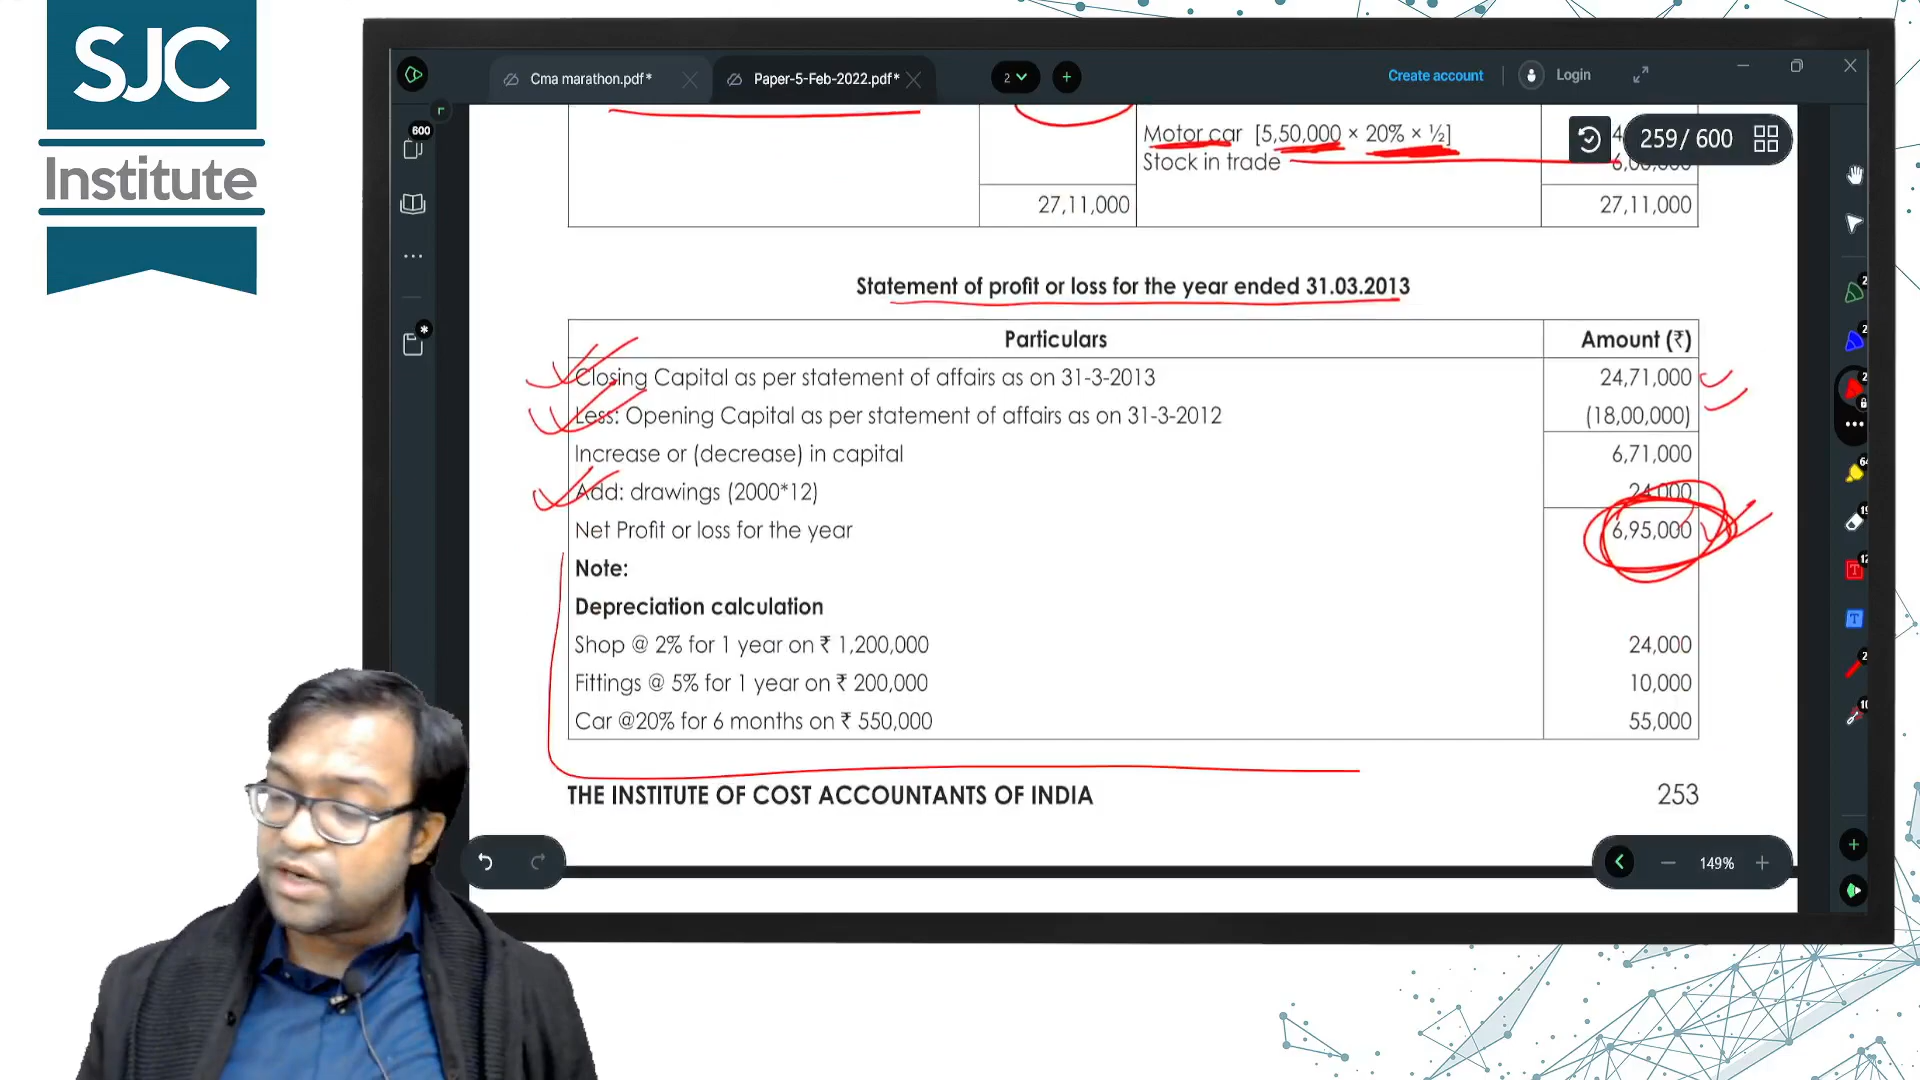 SJC
Institute
Cma marathon.pdf*
Paper-5-Feb-2022.pdf*
2
Create account
Login
600
259/ 600
Motor car [5,50,000 × 20% × ½]
Stock in trade
27,11,000
27,11,000
Statement of profit or loss for the year ended 31.03.2013
Particulars
Amount (₹)
Closing Capital as per statement of affairs as on 31-3-2013
24,71,000
Less: Opening Capital as per statement of affairs as on 31-3-2012
(18,00,000)
Increase or (decrease) in capital
6,71,000
Add: drawings (2000*12)
24,000
Net Profit or loss for the year
6,95,000
Note:
Depreciation calculation
Shop @ 2% for 1 year on ₹ 1,200,000
24,000
Fittings @ 5% for 1 year on ₹ 200,000
10,000
Car @20% for 6 months on ₹ 550,000
55,000
THE INSTITUTE OF COST ACCOUNTANTS OF INDIA
253
149%